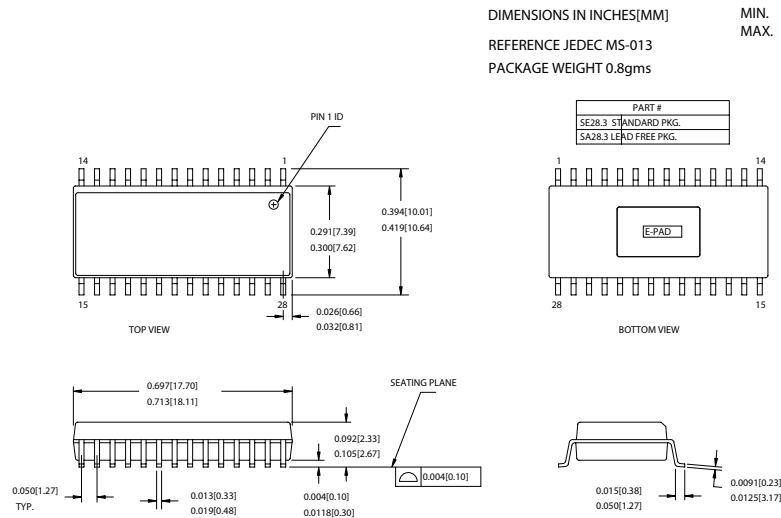 DIMENSIONS IN INCHES[MM] MIN.
MAX.
REFERENCE JEDEC MS-013
PACKAGE WEIGHT 0.8gms
PART #
SE28.3 STANDARD PKG.
SA28.3 LEAD FREE PKG.
PIN 1 ID
14 1
0.291[7.39]
0.300[7.62]
0.394[10.01]
0.419[10.64]
15 28
0.026[0.66]
0.032[0.81]
TOP VIEW
1 14
E-PAD
28 15
BOTTOM VIEW
0.697[17.70]
0.713[18.11]
SEATING PLANE
0.092[2.33]
0.105[2.67]
0.004[0.10]
0.050[1.27]
TYP.
0.013[0.33]
0.019[0.48]
0.004[0.10]
0.0118[0.30]
0.015[0.38]
0.050[1.27]
0.0091[0.23]
0.0125[3.17]